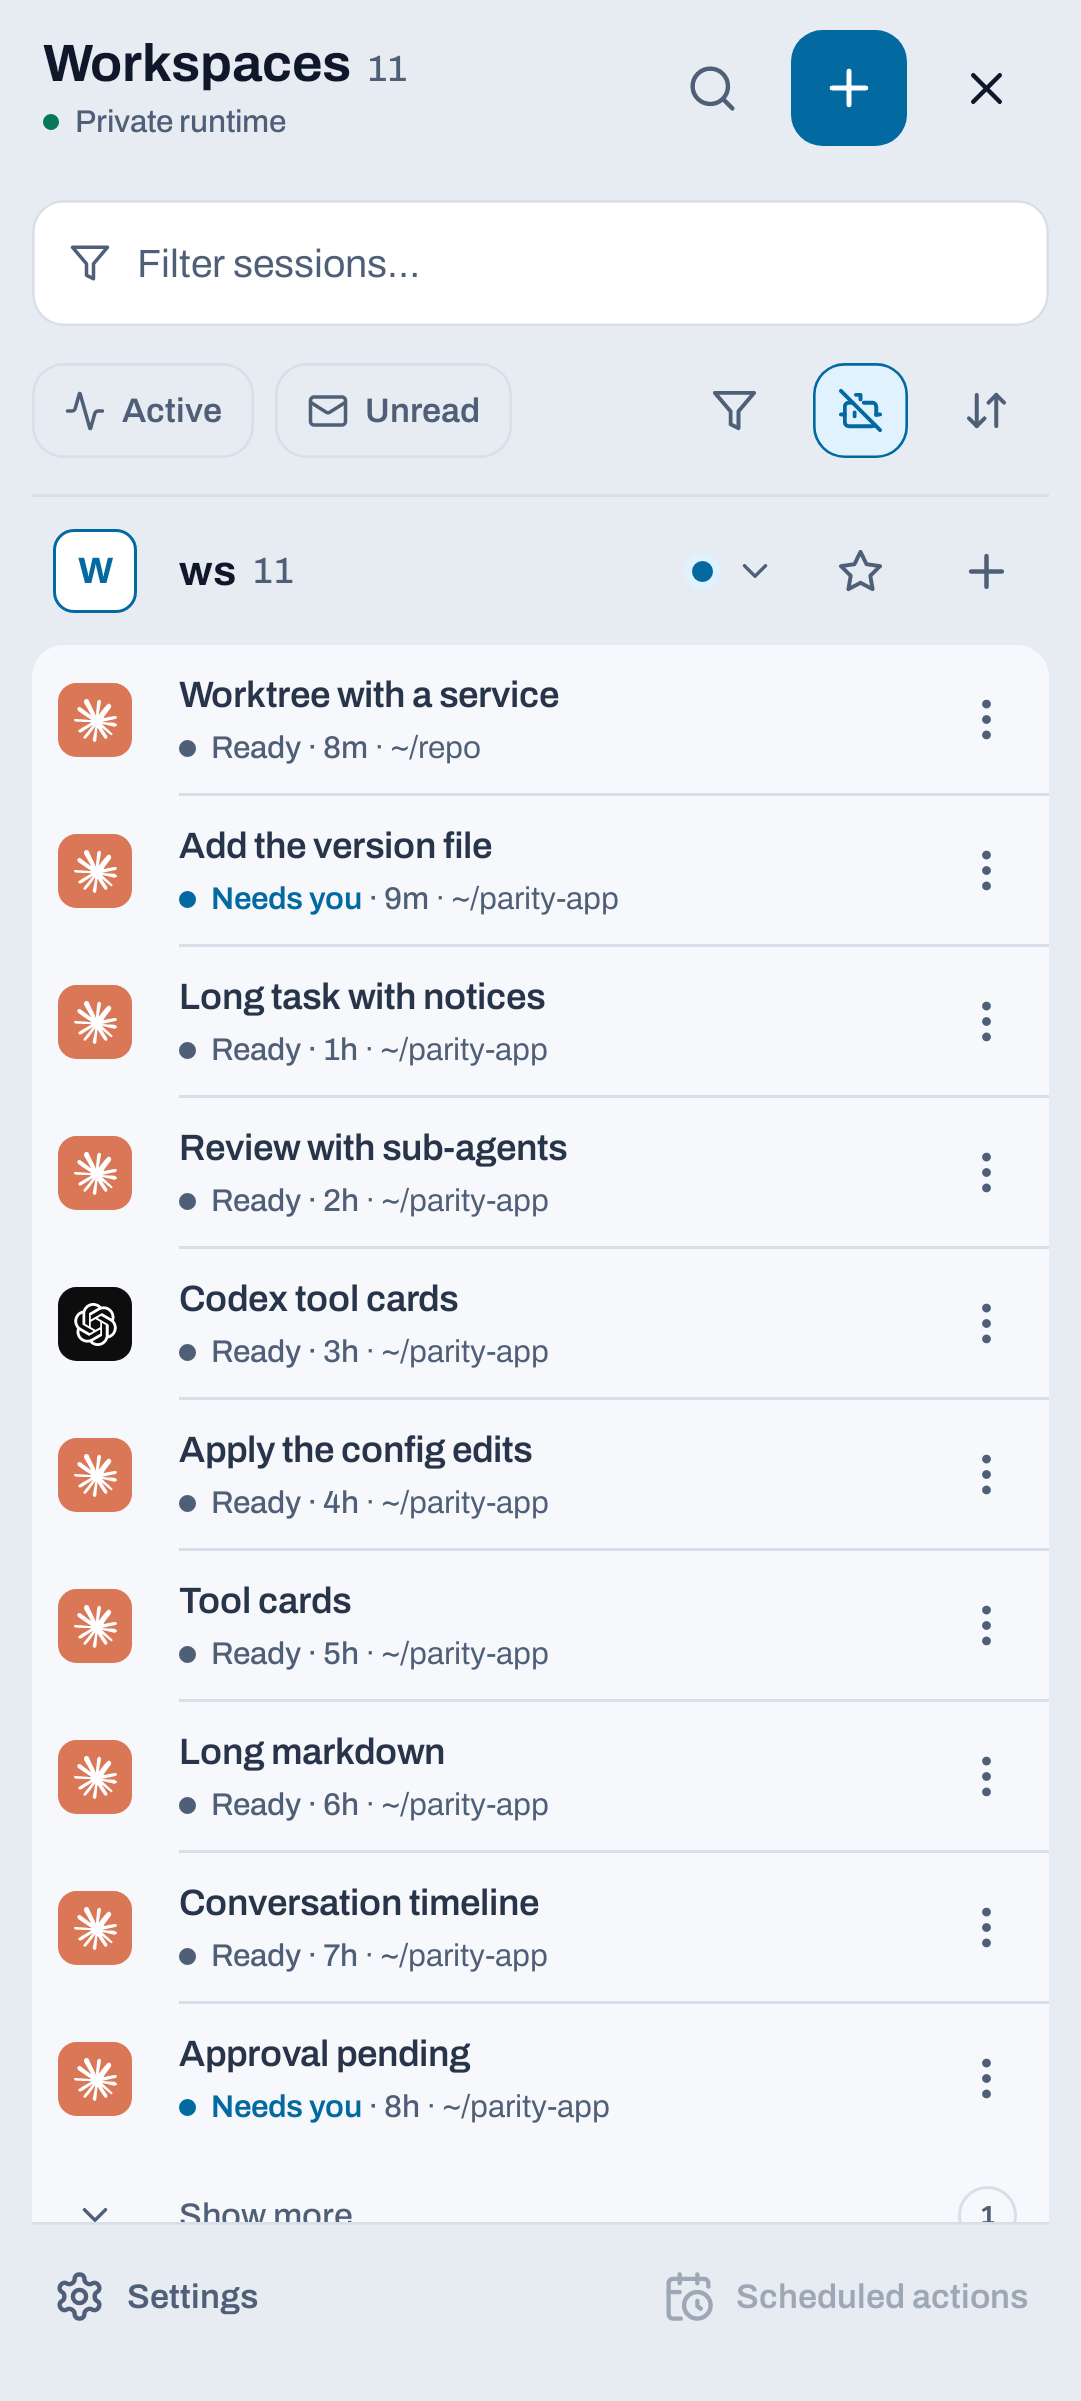 Workspaces 11
Private runtime
Filter sessions...
Active
Unread
W
ws 11
Worktree with a service
Ready · 8m · ~/repo
Add the version file
Needs you · 9m · ~/parity-app
Long task with notices
Ready · 1h · ~/parity-app
Review with sub-agents
Ready · 2h · ~/parity-app
Codex tool cards
Ready · 3h · ~/parity-app
Apply the config edits
Ready · 4h · ~/parity-app
Tool cards
Ready · 5h · ~/parity-app
Long markdown
Ready · 6h · ~/parity-app
Conversation timeline
Ready · 7h · ~/parity-app
Approval pending
Needs you · 8h · ~/parity-app
Show more 1
Settings
Scheduled actions